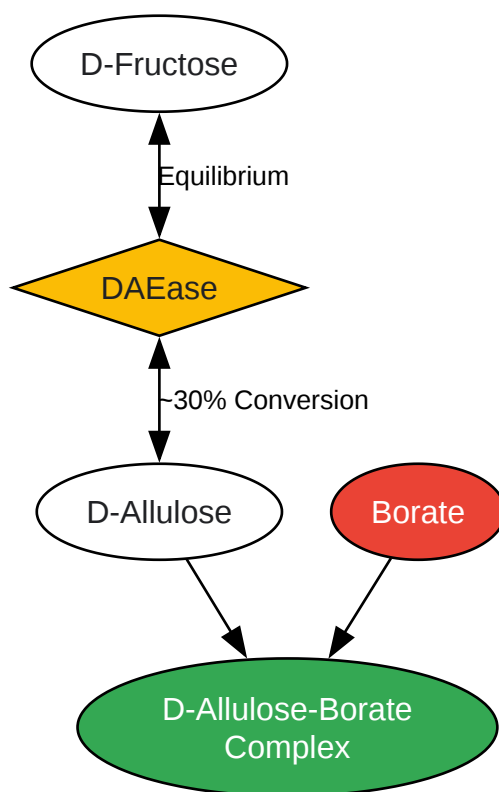 D-Fructose
Equilibrium
DAEase
~30% Conversion
D-Allulose
Borate
D-Allulose-Borate
Complex